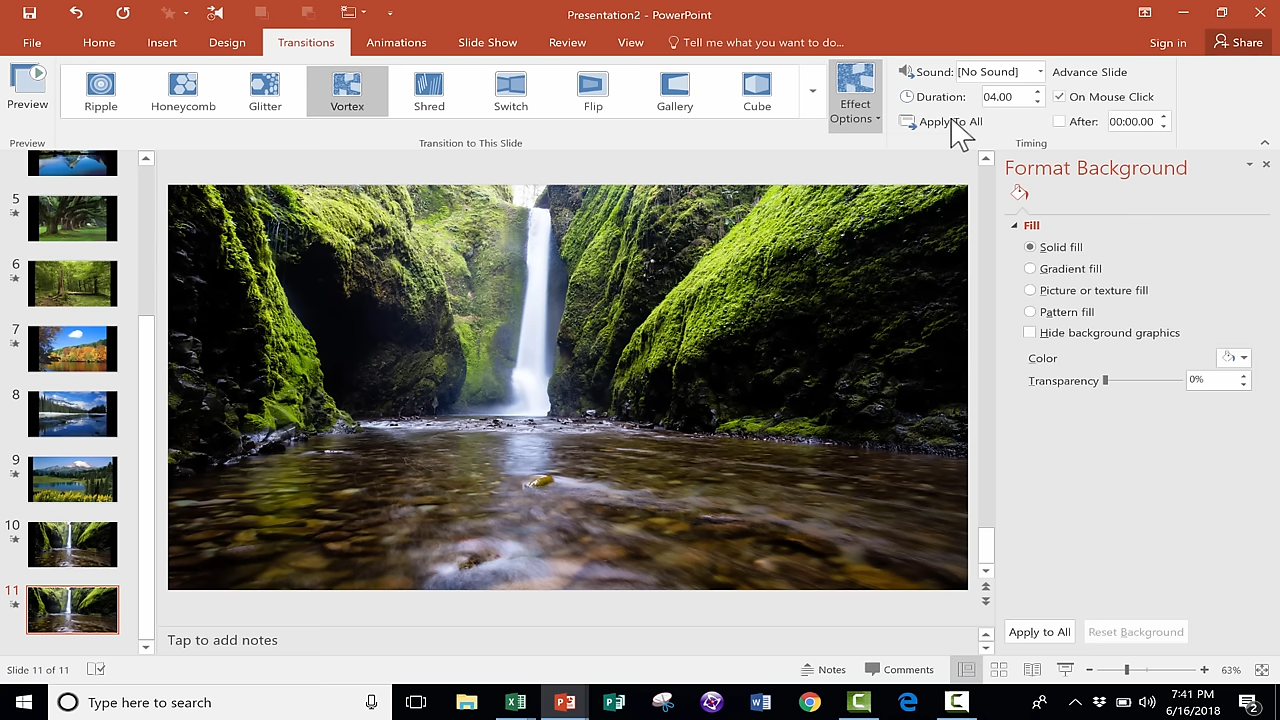 Presentation2 - PowerPoint
File
Home
Insert
Design
Transitions
Animations
Slide Show
Review
View
Tell me what you want to do...
Sign in
Share
Preview
Ripple
Honeycomb
Glitter
Vortex
Shred
Switch
Flip
Gallery
Cube
Effect
Options
Sound: [No Sound]
Duration: 04.00
Apply To All
Advance Slide
On Mouse Click
After: 00:00.00
Preview
Transition to This Slide
Timing
5
6
7
8
9
10
11
Format Background
Fill
Solid fill
Gradient fill
Picture or texture fill
Pattern fill
Hide background graphics
Color
Transparency 0%
Apply to All
Reset Background
Tap to add notes
Slide 11 of 11
Notes
Comments
63%
Type here to search
7:41 PM
6/16/2018
2